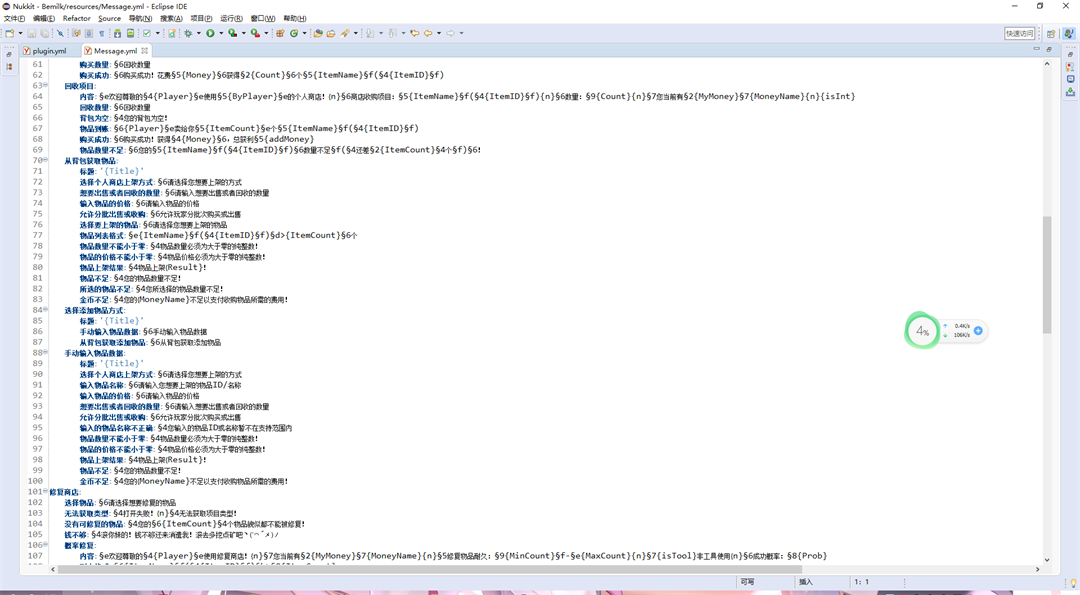 Nukkit - Bemilk/resources/Message.yml - Eclipse IDE
文件(F) 编辑(E) Refactor Source 导航(N) 搜索(A) 项目(P) 运行(R) 窗口(W) 帮助(H)
快速访问
plugin.yml Message.yml
61 购买数量: §6回收数量
62 购买成功: §6购买成功! 花费§5{Money}§6获得§2{Count}§6个§5{ItemName}§f(§4{ItemID}§f)
63 回收项目:
64 内容: §e欢迎尊敬的§4{Player}§e使用§5{ByPlayer}§e的个人商店! {n}§6商店收购项目: §5{ItemName}§f(§4{ItemID}§f){n}§6数量: §9{Count}{n}§7您当前有§2{MyMoney}§7{MoneyName}{n}{isInt}
65 回收数量: §6回收数量
66 背包为空: §4您的背包为空!
67 物品到账: §6{Player}§e卖给你§5{ItemCount}§e个§5{ItemName}§f(§4{ItemID}§f)
68 购买成功: §6购买成功! 获得§4{Money}§6, 总获利§5{addMoney}
69 物品数量不足: §6您的§5{ItemName}§f(§4{ItemID}§f)§6数量不足§f(§4还差§2{ItemCount}§4个§f)§6!
70 从背包获取物品:
71 标题: '{Title}'
72 选择个人商店上架方式: §6请选择您想要上架的方式
73 想要出售或者回收的数量: §6请输入想要出售或者回收的数量
74 输入物品的价格: §6请输入物品的价格
75 允许分批出售或收购: §6允许玩家分批次购买或出售
76 选择要上架的物品: §6请选择您想要上架的物品
77 物品列表格式: §e{ItemName}§f(§4{ItemID}§f)§d>{ItemCount}§6个
78 物品数量不能小于零: §4物品数量必须为大于零的纯整数!
79 物品的价格不能小于零: §4物品价格必须为大于零的纯整数!
80 物品上架结果: §4物品上架{Result}!
81 物品不足: §4您的物品数量不足!
82 所选的物品不足: §4您所选择的物品数量不足!
83 金币不足: §4您的{MoneyName}不足以支付收购物品所需的费用!
84 选择添加物品方式:
85 标题: '{Title}'
86 手动输入物品数据: §6手动输入物品数据
87 从背包获取添加物品: §6从背包获取添加物品
88 手动输入物品数据:
89 标题: '{Title}'
90 选择个人商店上架方式: §6请选择您想要上架的方式
91 输入物品名称: §6请输入您想要上架的物品ID/名称
92 输入物品的价格: §6请输入物品的价格
93 想要出售或者回收的数量: §6请输入想要出售或者回收的数量
94 允许分批出售或收购: §6允许玩家分批次购买或出售
95 输入的物品名称不正确: §4您输入的物品ID或名称暂不在支持范围内
96 物品数量不能小于零: §4物品数量必须为大于零的纯整数!
97 物品的价格不能小于零: §4物品价格必须为大于零的纯整数!
98 物品上架结果: §4物品上架{Result}!
99 物品不足: §4您的物品数量不足!
100 金币不足: §4您的{MoneyName}不足以支付收购物品所需的费用!
101 修复商店:
102 选择物品: §6请选择想要修复的物品
103 无法获取类型: §4打开失败! {n}§4无法获取项目类型!
104 没有可修复的物品: §4您的§6{ItemCount}§4个物品貌似都不能被修复!
105 钱不够: §4滚你妹的! 钱不够还来消遣我! 滚去多挖点矿吧
106 概率修复:
107 内容: §e欢迎尊敬的§4{Player}§e使用修复商店! {n}§7您当前有§2{MyMoney}§7{MoneyName}{n}§5修复物品耐久: §9{MinCount}§f-§e{MaxCount}{n}§7{isTool}非工具使用{n}§6成功概率: §8{Prob}
4%
0.4K/s
106K/s
可写 插入 1: 1